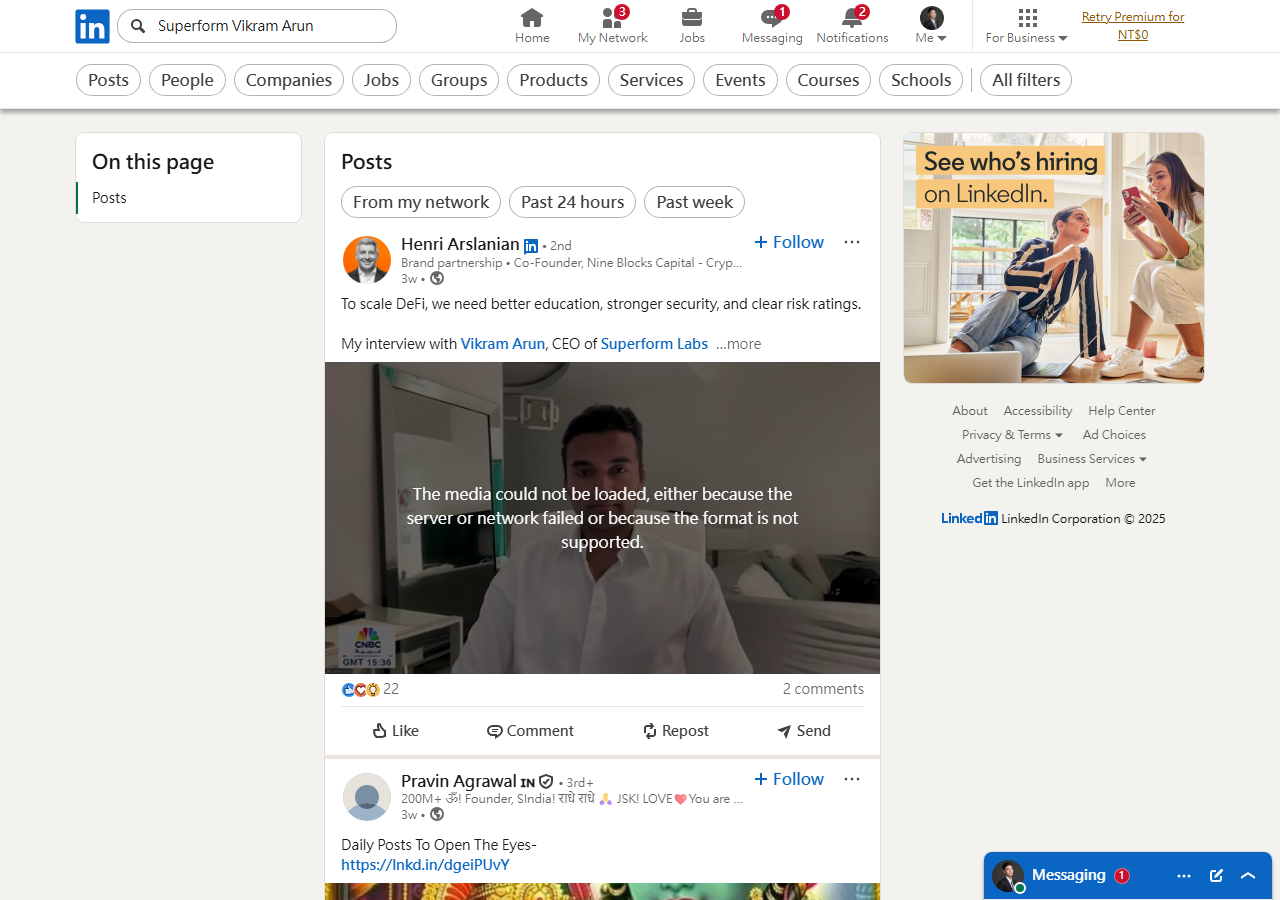 in
Superform Vikram Arun
Home
3
My Network
Jobs
1
Messaging
2
Notifications
Me
For Business
Retry Premium for
NT$0
Posts
People
Companies
Jobs
Groups
Products
Services
Events
Courses
Schools
All filters
On this page
Posts
Posts
From my network
Past 24 hours
Past week
Henri Arslanian in • 2nd
+ Follow
Brand partnership • Co-Founder, Nine Blocks Capital - Cryp...
3w •
To scale DeFi, we need better education, stronger security, and clear risk ratings.
My interview with Vikram Arun, CEO of Superform Labs …more
The media could not be loaded, either because the
server or network failed or because the format is not
supported.
CNBC
GMT 15:36
22
2 comments
Like
Comment
Repost
Send
Pravin Agrawal IN • 3rd+
+ Follow
200M+ ॐ! Founder, SIndia! राधे राधे 🙏 JSK! LOVE❤️You are ...
3w •
Daily Posts To Open The Eyes-
https://lnkd.in/dgeiPUvY
See who's hiring
on LinkedIn.
About Accessibility Help Center
Privacy & Terms Ad Choices
Advertising Business Services
Get the LinkedIn app More
LinkedIn LinkedIn Corporation © 2025
Messaging 1